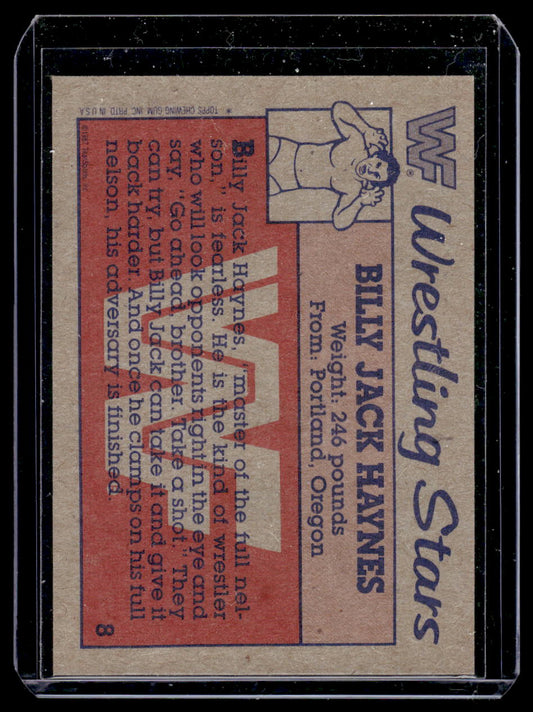 WF Wrestling Stars
BILLY JACK HAYNES
Weight: 246 pounds
From: Portland, Oregon
Billy Jack Haynes, "master of the full nel-
son," is fearless. He is the kind of wrestler
who will look opponents right in the eye and
say, "Go ahead, brother. Take a shot." They
can try, but Billy Jack can take it and give it
back harder. And once he clamps on his full
nelson, his adversary is finished.
8
* TOPPS CHEWING GUM, INC. PRTD. IN U.S.A.
©1987 Titan Sports, Inc.